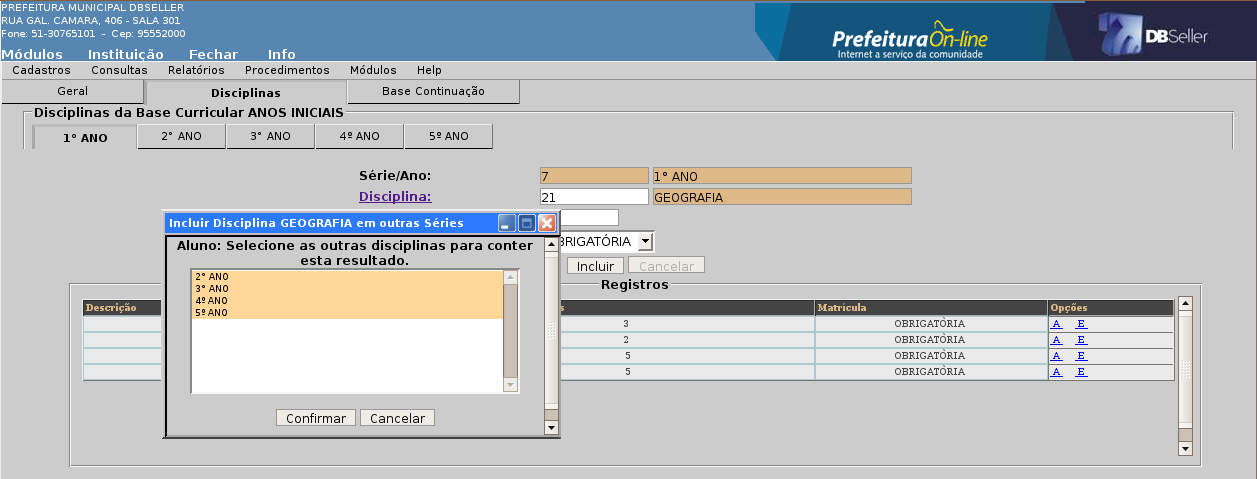 PREFEITURA MUNICIPAL DBSELLER
RUA GAL. CAMARA, 406 - SALA 301
Fone: 51-30765101 - Cep: 95552000
Módulos Instituição Fechar Info
PrefeituraOn-line
Internet a serviço da comunidade
DBSeller
Cadastros Consultas Relatórios Procedimentos Módulos Help
Geral Disciplinas Base Continuação
Disciplinas da Base Curricular ANOS INICIAIS
1° ANO 2° ANO 3° ANO 4º ANO 5º ANO
Série/Ano: 7 1° ANO
Disciplina: 21 GEOGRAFIA
Incluir Disciplina GEOGRAFIA em outras Séries
Aluno: Selecione as outras disciplinas para conter
esta resultado.
2° ANO
3° ANO
4º ANO
5º ANO
Confirmar Cancelar
BRIGATÓRIA
Incluir Cancelar
Registros
Descrição s Matrícula Opções
3 OBRIGATÓRIA A E
2 OBRIGATÓRIA A E
5 OBRIGATÓRIA A E
5 OBRIGATÓRIA A E